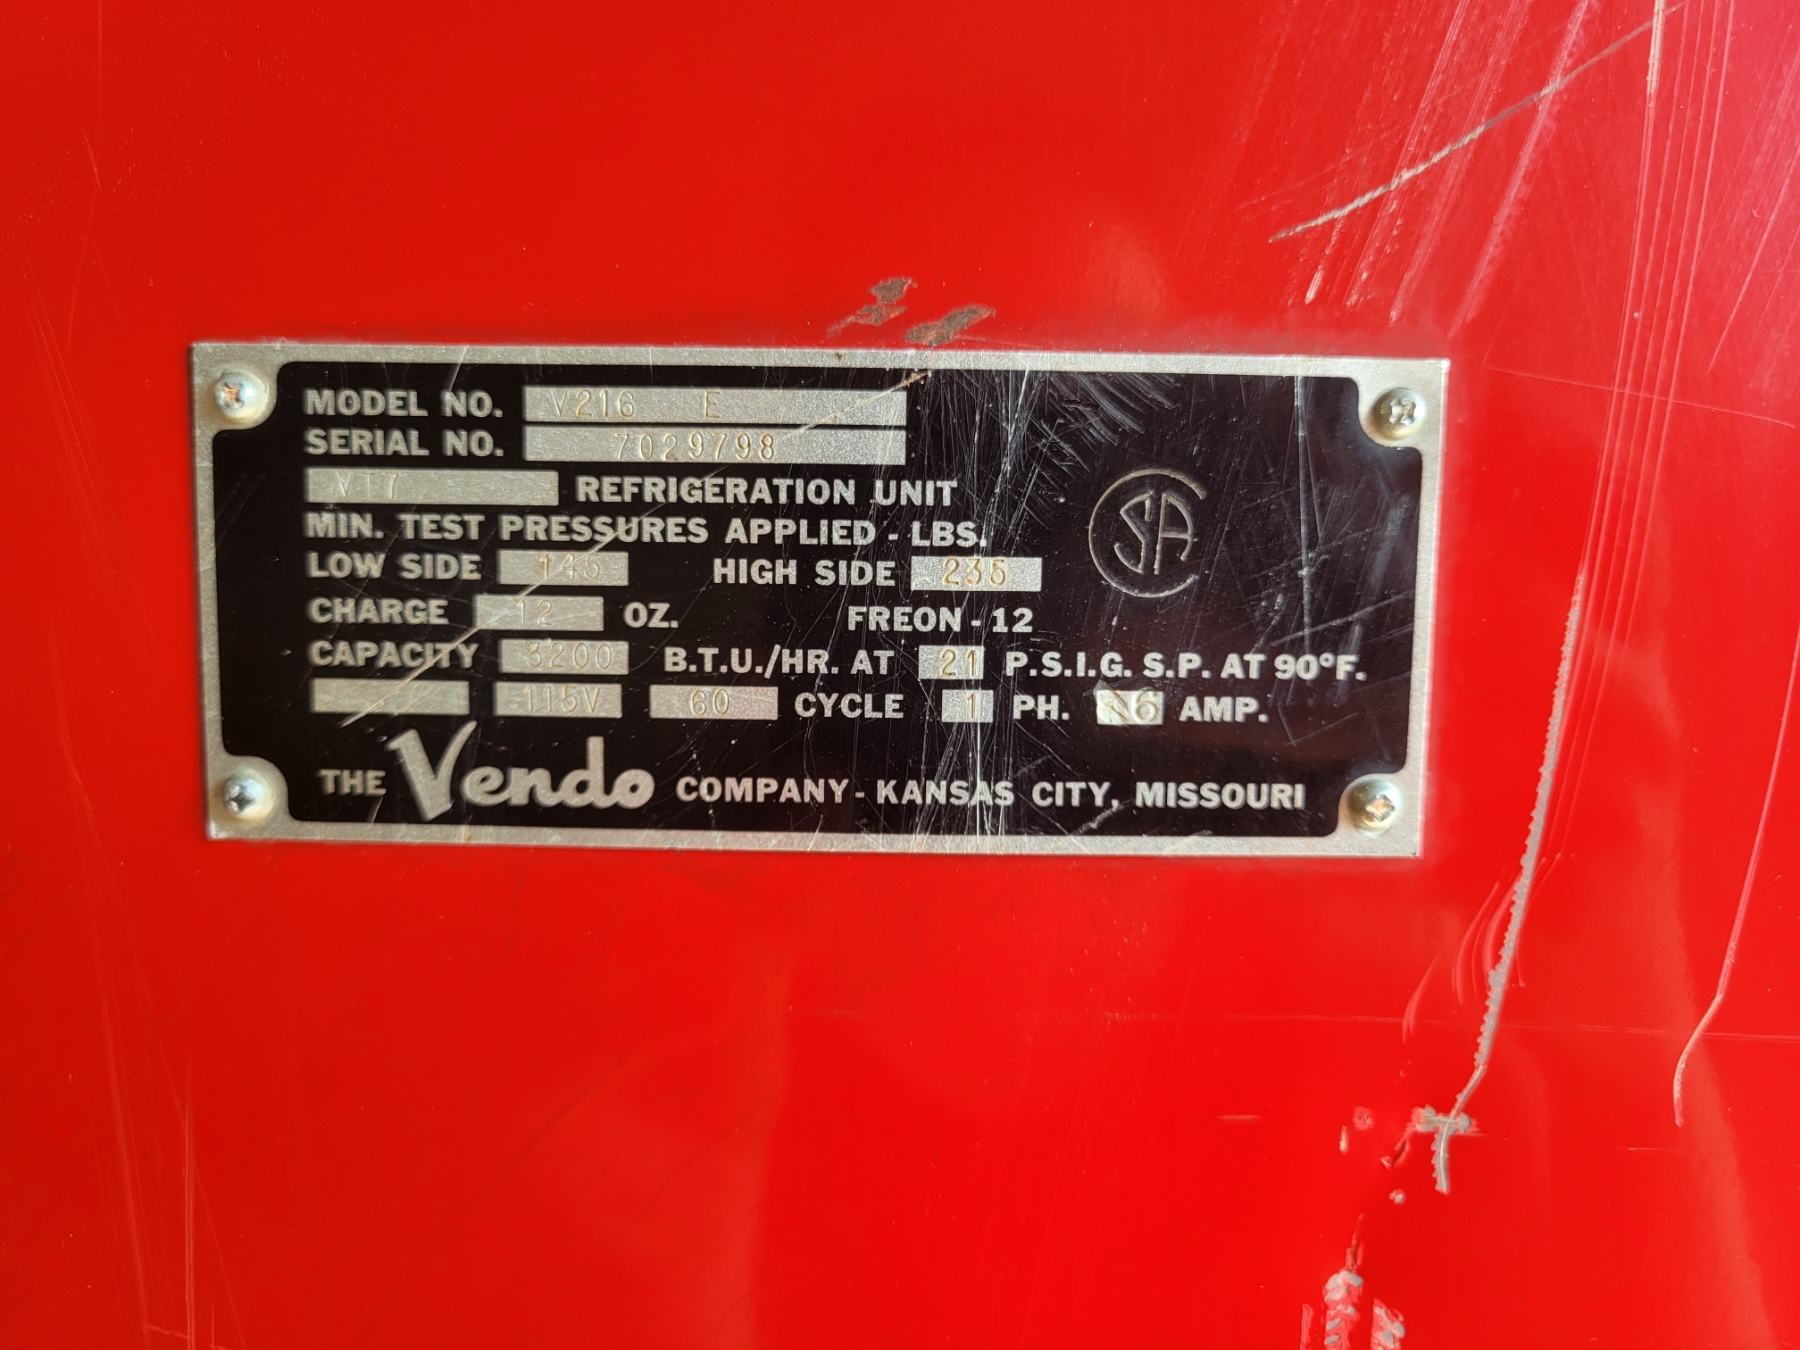 MODEL NO. V216 E
SERIAL NO. 7029798
VT7 REFRIGERATION UNIT
MIN. TEST PRESSURES APPLIED - LBS.
LOW SIDE 145 HIGH SIDE 235
CHARGE 12 OZ. FREON - 12
CAPACITY 3200 B.T.U./HR. AT 21 P.S.I.G. S.P. AT 90°F.
115V 60 CYCLE 1 PH. AMP.
SA
THE Vendo COMPANY - KANSAS CITY, MISSOURI